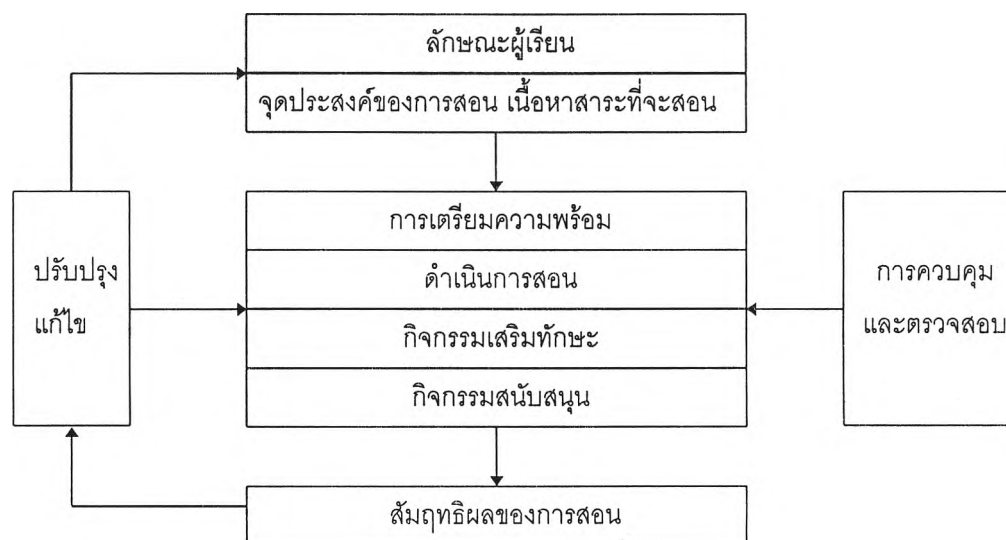 ลักษณะผู้เรียน
จุดประสงค์ของการสอน เนื้อหาสาระที่จะสอน
การเตรียมความพร้อม
ดำเนินการสอน
กิจกรรมเสริมทักษะ
กิจกรรมสนับสนุน
ปรับปรุง
แก้ไข
การควบคุม
และตรวจสอบ
สัมฤทธิผลของการสอน